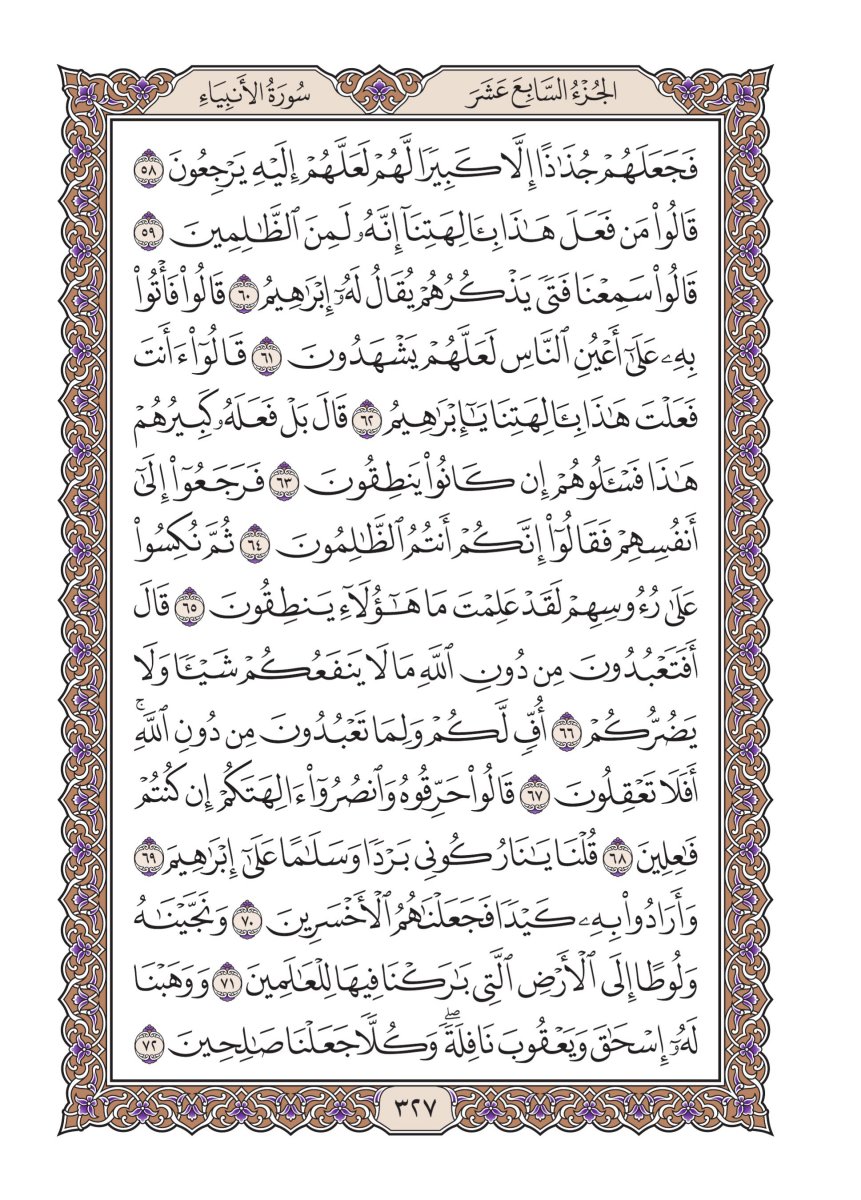 الجُزْءُ السَّابِعَ عَشَرَ
سُورَةُ الأَنبِيَاءِ
فَجَعَلَهُمْ جُذَٰذًا إِلَّا كَبِيرًا لَّهُمْ لَعَلَّهُمْ إِلَيْهِ يَرْجِعُونَ ٥٨
قَالُوا۟ مَن فَعَلَ هَٰذَا بِـَٔالِهَتِنَآ إِنَّهُۥ لَمِنَ ٱلظَّٰلِمِينَ ٥٩
قَالُوا۟ سَمِعْنَا فَتًى يَذْكُرُهُمْ يُقَالُ لَهُۥٓ إِبْرَٰهِيمُ ٦٠ قَالُوا۟ فَأْتُوا۟
بِهِۦ عَلَىٰٓ أَعْيُنِ ٱلنَّاسِ لَعَلَّهُمْ يَشْهَدُونَ ٦١ قَالُوٓا۟ ءَأَنتَ
فَعَلْتَ هَٰذَا بِـَٔالِهَتِنَا يَٰٓإِبْرَٰهِيمُ ٦٢ قَالَ بَلْ فَعَلَهُۥ كَبِيرُهُمْ
هَٰذَا فَسْـَٔلُوهُمْ إِن كَانُوا۟ يَنطِقُونَ ٦٣ فَرَجَعُوٓا۟ إِلَىٰٓ
أَنفُسِهِمْ فَقَالُوٓا۟ إِنَّكُمْ أَنتُمُ ٱلظَّٰلِمُونَ ٦٤ ثُمَّ نُكِسُوا۟
عَلَىٰ رُءُوسِهِمْ لَقَدْ عَلِمْتَ مَا هَٰٓؤُلَآءِ يَنطِقُونَ ٦٥ قَالَ
أَفَتَعْبُدُونَ مِن دُونِ ٱللَّهِ مَا لَا يَنفَعُكُمْ شَيْـًٔا وَلَا
يَضُرُّكُمْ ٦٦ أُفٍّ لَّكُمْ وَلِمَا تَعْبُدُونَ مِن دُونِ ٱللَّهِ ۚ
أَفَلَا تَعْقِلُونَ ٦٧ قَالُوا۟ حَرِّقُوهُ وَٱنصُرُوٓا۟ ءَالِهَتَكُمْ إِن كُنتُمْ
فَٰعِلِينَ ٦٨ قُلْنَا يَٰنَارُ كُونِى بَرْدًا وَسَلَٰمًا عَلَىٰٓ إِبْرَٰهِيمَ ٦٩
وَأَرَادُوا۟ بِهِۦ كَيْدًا فَجَعَلْنَٰهُمُ ٱلْأَخْسَرِينَ ٧٠ وَنَجَّيْنَٰهُ
وَلُوطًا إِلَى ٱلْأَرْضِ ٱلَّتِى بَٰرَكْنَا فِيهَا لِلْعَٰلَمِينَ ٧١ وَوَهَبْنَا
لَهُۥٓ إِسْحَٰقَ وَيَعْقُوبَ نَافِلَةً ۖ وَكُلًّا جَعَلْنَا صَٰلِحِينَ ٧٢
٣٢٧